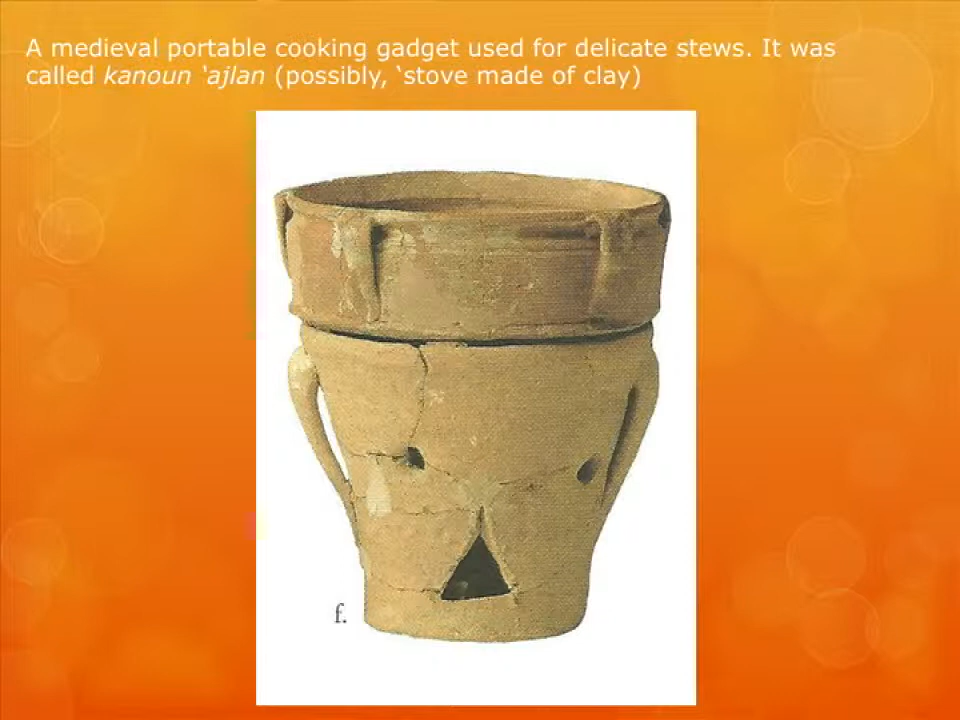 A medieval portable cooking gadget used for delicate stews. It was
called kanoun ‘ajlan (possibly, ‘stove made of clay)
f.